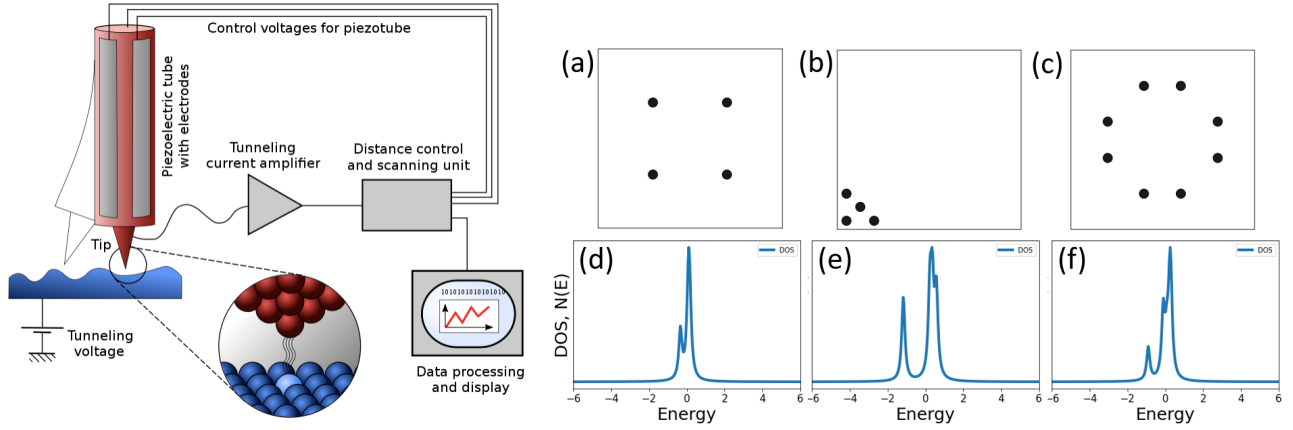 Control voltages for piezotube
Piezoelectric tube
with electrodes
Tunneling
current amplifier
Distance control
and scanning unit
Tip
Tunneling
voltage
1010101010101010
Data processing
and display
(a)
(b)
(c)
(d)
(e)
(f)
DOS
DOS
DOS
DOS, N(E)
−6 −4 −2 0 2 4 6
−6 −4 −2 0 2 4 6
−6 −4 −2 0 2 4 6
Energy
Energy
Energy